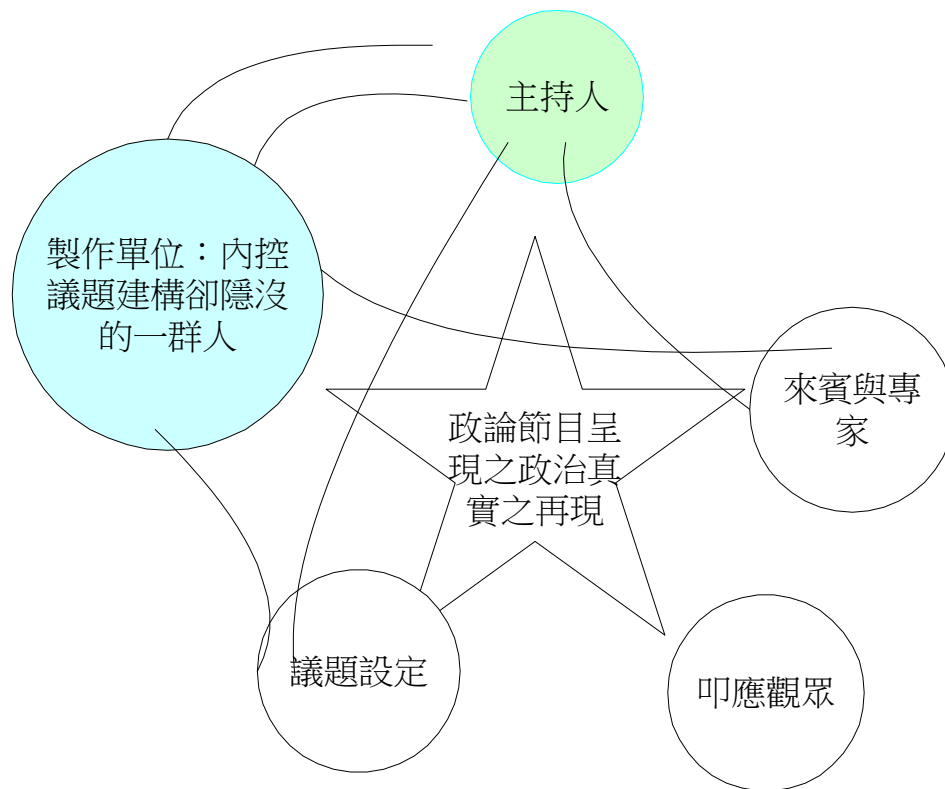 主持人
製作單位：內控
議題建構卻隱沒
的一群人
來賓與專
家
政論節目呈
現之政治真
實之再現
議題設定
叩應觀眾